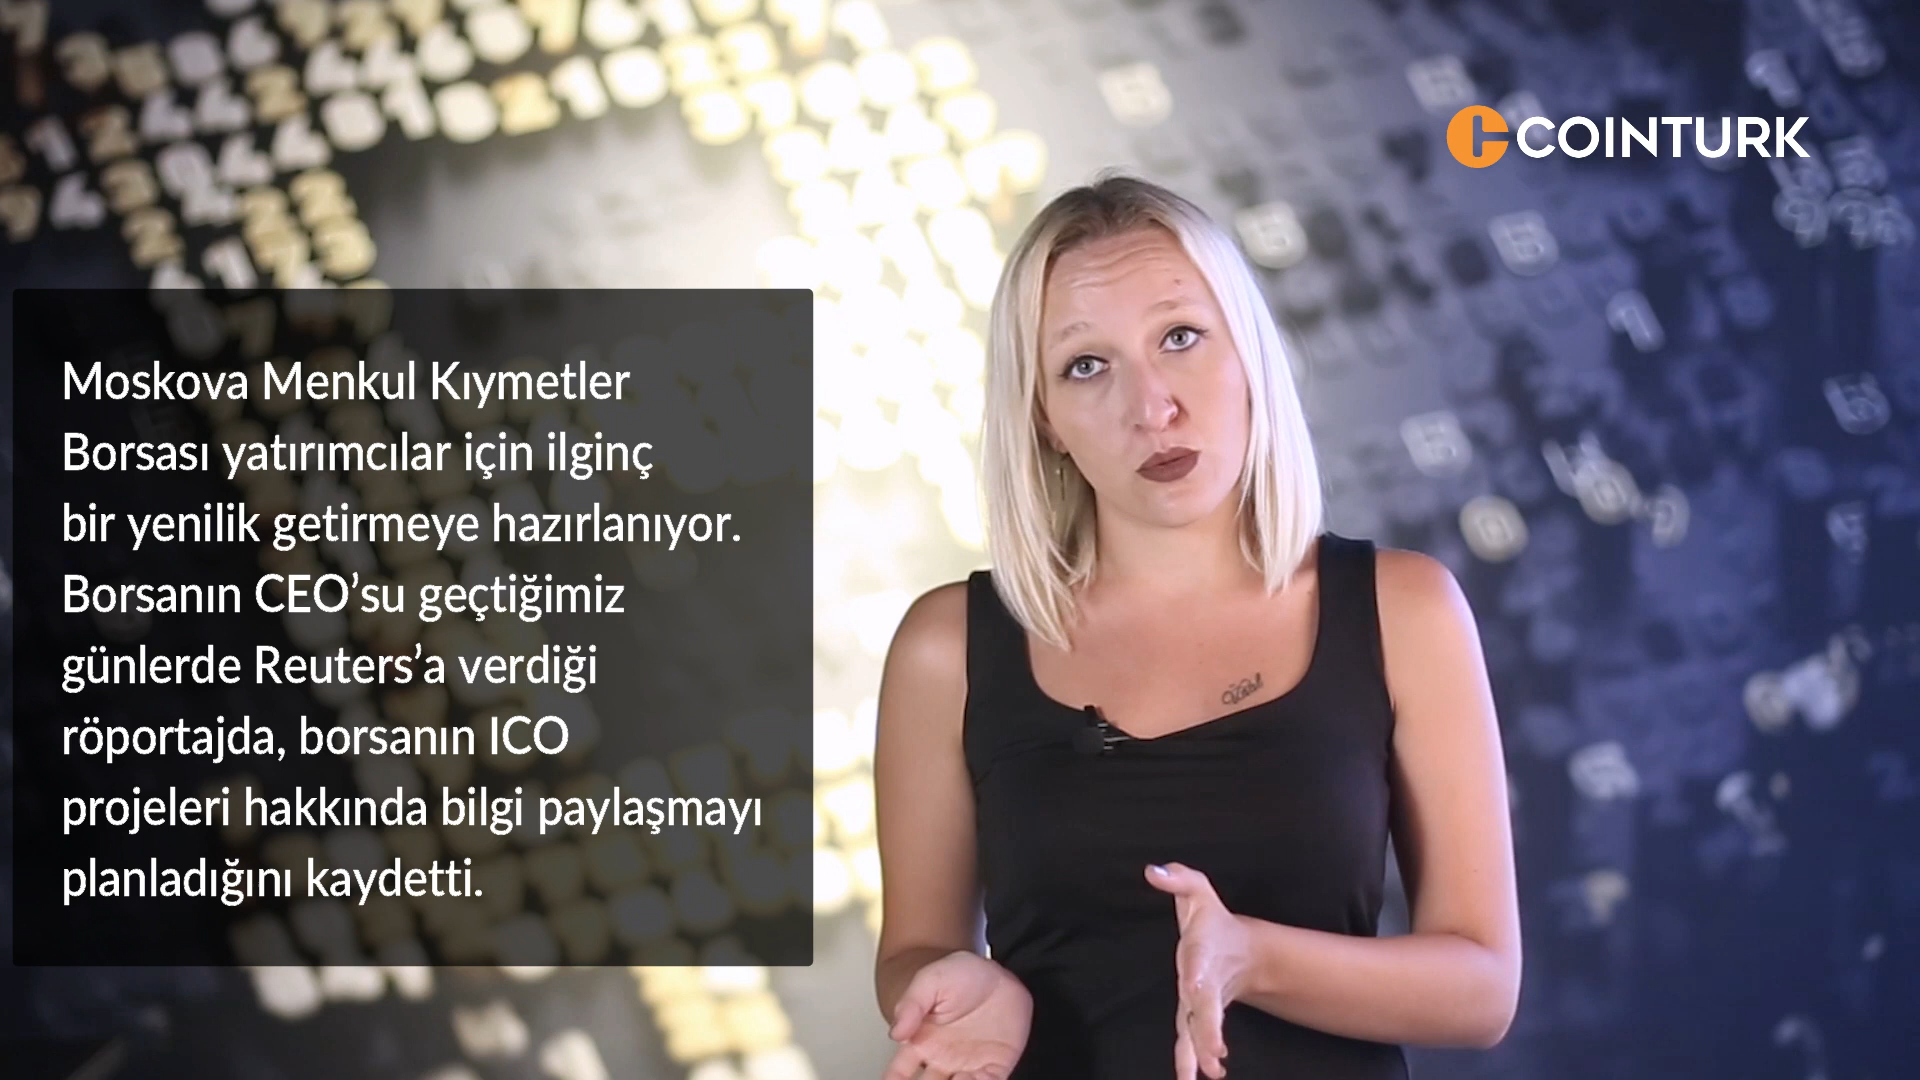 COINTURK
Moskova Menkul Kıymetler
Borsası yatırımcılar için ilginç
bir yenilik getirmeye hazırlanıyor.
Borsanın CEO’su geçtiğimiz
günlerde Reuters’a verdiği
röportajda, borsanın ICO
projeleri hakkında bilgi paylaşmayı
planladığını kaydetti.